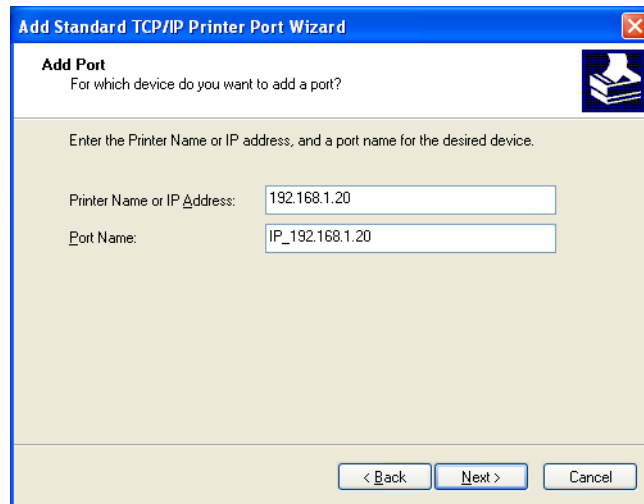 Add Standard TCP/IP Printer Port Wizard
Add Port
For which device do you want to add a port?
Enter the Printer Name or IP address, and a port name for the desired device.
Printer Name or IP Address: 192.168.1.20
Port Name: IP_192.168.1.20
< Back Next > Cancel